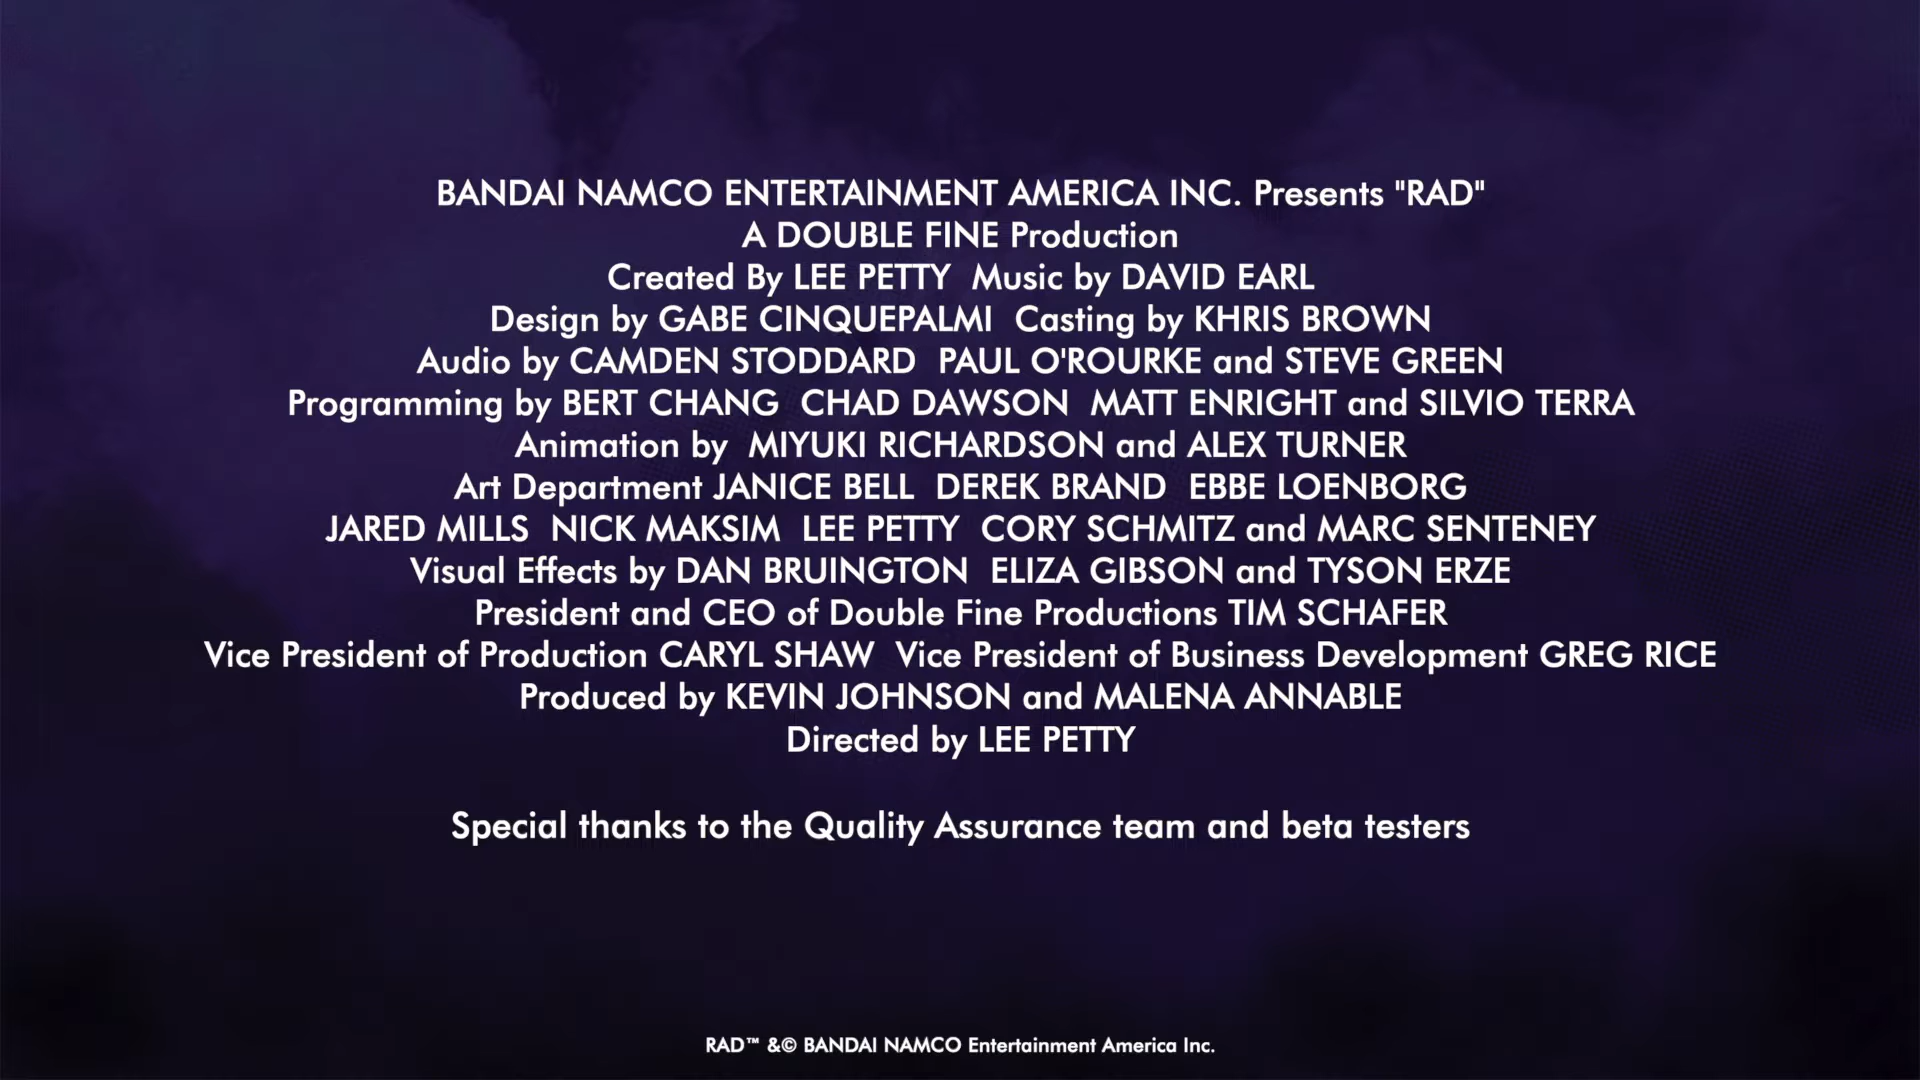 BANDAI NAMCO ENTERTAINMENT AMERICA INC. Presents "RAD"
A DOUBLE FINE Production
Created By LEE PETTY  Music by DAVID EARL
Design by GABE CINQUEPALMI  Casting by KHRIS BROWN
Audio by CAMDEN STODDARD  PAUL O'ROURKE and STEVE GREEN
Programming by BERT CHANG  CHAD DAWSON  MATT ENRIGHT and SILVIO TERRA
Animation by  MIYUKI RICHARDSON and ALEX TURNER
Art Department JANICE BELL  DEREK BRAND  EBBE LOENBORG
JARED MILLS  NICK MAKSIM  LEE PETTY  CORY SCHMITZ and MARC SENTENEY
Visual Effects by DAN BRUINGTON  ELIZA GIBSON and TYSON ERZE
President and CEO of Double Fine Productions TIM SCHAFER
Vice President of Production CARYL SHAW  Vice President of Business Development GREG RICE
Produced by KEVIN JOHNSON and MALENA ANNABLE
Directed by LEE PETTY
Special thanks to the Quality Assurance team and beta testers
RAD™ &© BANDAI NAMCO Entertainment America Inc.